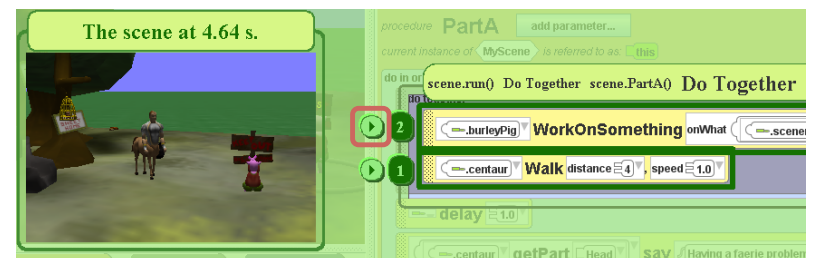 The scene at 4.64 s.
procedure PartA add parameter...
current instance of MyScene is referred to as: this
do in or
scene.run() Do Together scene.PartA() Do Together
2 .burleyPig WorkOnSomething onWhat .scener
1 .centaur Walk distance 4 , speed 1.0
delay 1.0
.centaur getPart Head say Having a faerie problem